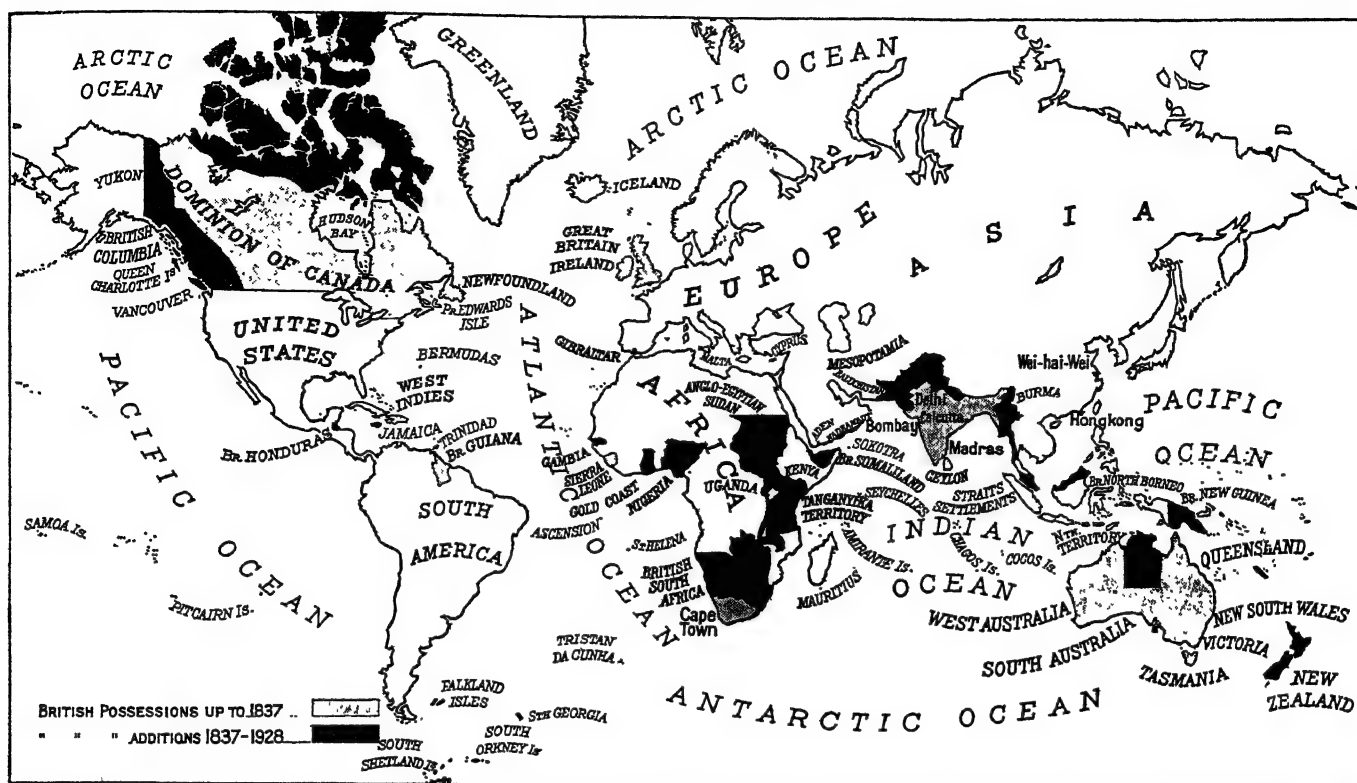 ARCTIC
OCEAN
GREENLAND
ARCTIC OCEAN
YUKON
DOMINION OF CANADA
HUDSON
BAY
BRITISH
COLUMBIA
QUEEN
CHARLOTTE Is
VANCOUVER
NEWFOUNDLAND
Pr. EDWARDS
ISLE
UNITED
STATES
BERMUDAS
WEST
INDIES
JAMAICA
TRINIDAD
Br. GUIANA
Br. HONDURAS
ICELAND
GREAT
BRITAIN
IRELAND
EUROPE
ASIA
GIBRALTAR
MALTA
CYPRUS
MESOPOTAMIA
BALUCHISTAN
Delhi
Calcutta
Bombay
Madras
BURMA
Wei-hai-Wei
Hongkong
PACIFIC
OCEAN
ATLANTIC
OCEAN
AFRICA
ANGLO-EGYPTIAN
SUDAN
ADEN
SOKOTRA
Br. SOMALILAND
CEYLON
GAMBIA
SIERRA
LEONE
GOLD COAST
NIGERIA
UGANDA
KENYA
TANGANYIKA
TERRITORY
SEYCHELLES
STRAITS
SETTLEMENTS
Br. NORTH BORNEO
Br. NEW GUINEA
ASCENSION
St HELENA
AMIRANTE Is.
CHAGOS Is.
COCOS Is.
INDIAN
OCEAN
NTH
TERRITORY
QUEENSLAND
BRITISH
SOUTH
AFRICA
Cape
Town
MAURITIUS
WEST AUSTRALIA
SOUTH AUSTRALIA
NEW SOUTH WALES
VICTORIA
TASMANIA
NEW
ZEALAND
PACIFIC
OCEAN
SAMOA Is.
PITCAIRN Is.
SOUTH
AMERICA
TRISTAN
DA CUNHA
FALKLAND
ISLES
STH GEORGIA
SOUTH
ORKNEY Is
SOUTH
SHETLAND Is.
ANTARCTIC OCEAN
BRITISH POSSESSIONS UP TO 1837 ..
" " " ADDITIONS 1837-1928